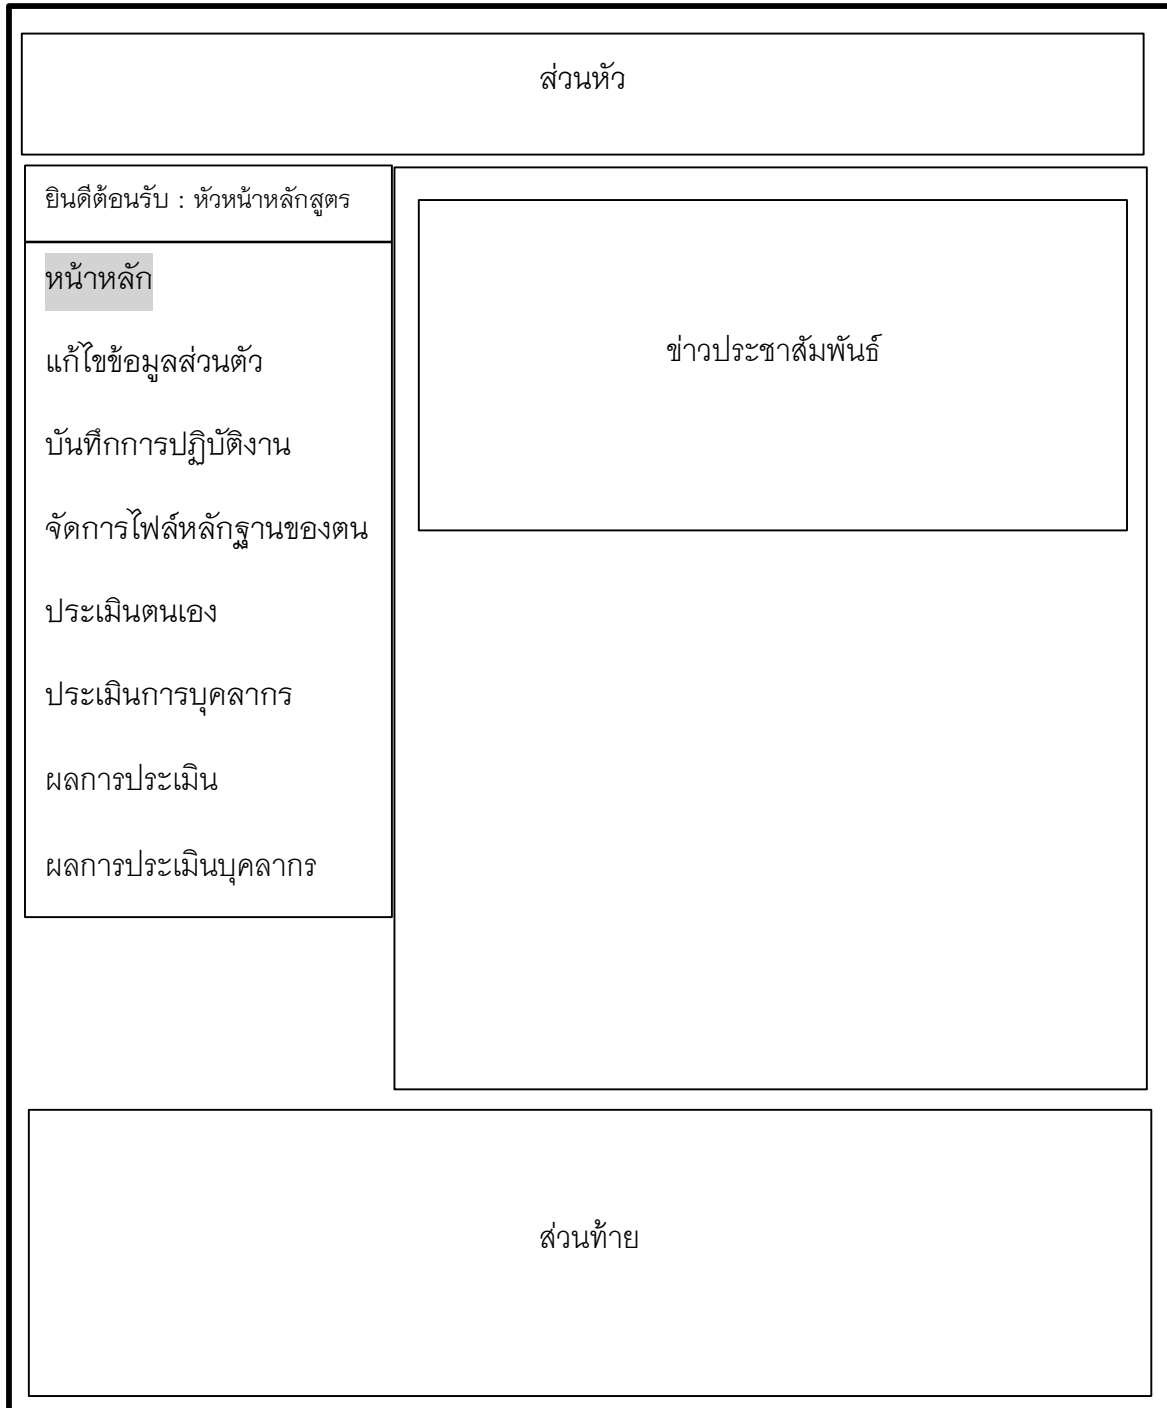 ส่วนหัว
ยินดีต้อนรับ : หัวหน้าหลักสูตร
หน้าหลัก
แก้ไขข้อมูลส่วนตัว
บันทึกการปฏิบัติงาน
จัดการไฟล์หลักฐานของตน
ประเมินตนเอง
ประเมินการบุคลากร
ผลการประเมิน
ผลการประเมินบุคลากร
ข่าวประชาสัมพันธ์
ส่วนท้าย